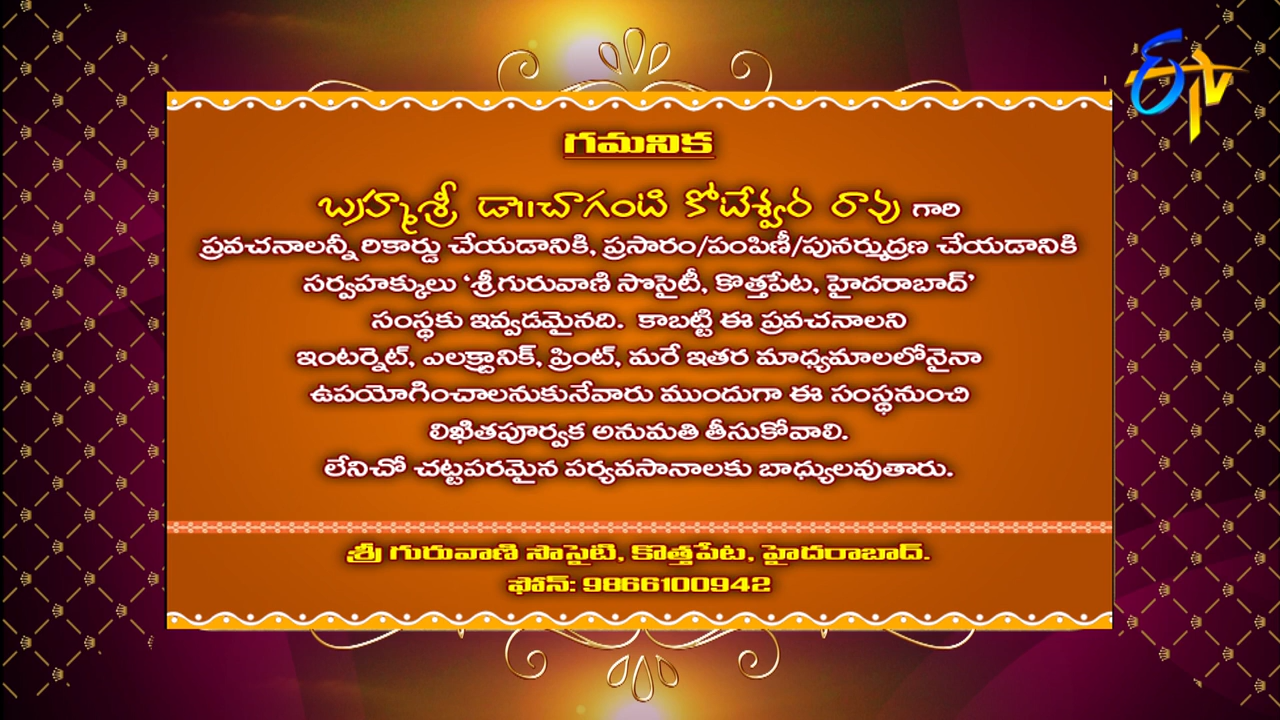 ఈTV
గమనిక
బ్రహ్మశ్రీ డా॥చాగంటి కోటేశ్వర రావు గారి
ప్రవచనాలన్నీ రికార్డు చేయడానికి, ప్రసారం/పంపిణీ/పునర్ముద్రణ చేయడానికి
సర్వహక్కులు ‘శ్రీగురువాణి సొసైటీ, కొత్తపేట, హైదరాబాద్’
సంస్థకు ఇవ్వడమైనది. కాబట్టి ఈ ప్రవచనాలని
ఇంటర్నెట్, ఎలక్ట్రానిక్, ప్రింట్, మరే ఇతర మాధ్యమాలలోనైనా
ఉపయోగించాలనుకునేవారు ముందుగా ఈ సంస్థనుంచి
లిఖితపూర్వక అనుమతి తీసుకోవాలి.
లేనిచో చట్టపరమైన పర్యవసానాలకు బాధ్యులవుతారు.
శ్రీ గురువాణి సొసైటి, కొత్తపేట, హైదరాబాద్.
ఫోన్: 9866100942